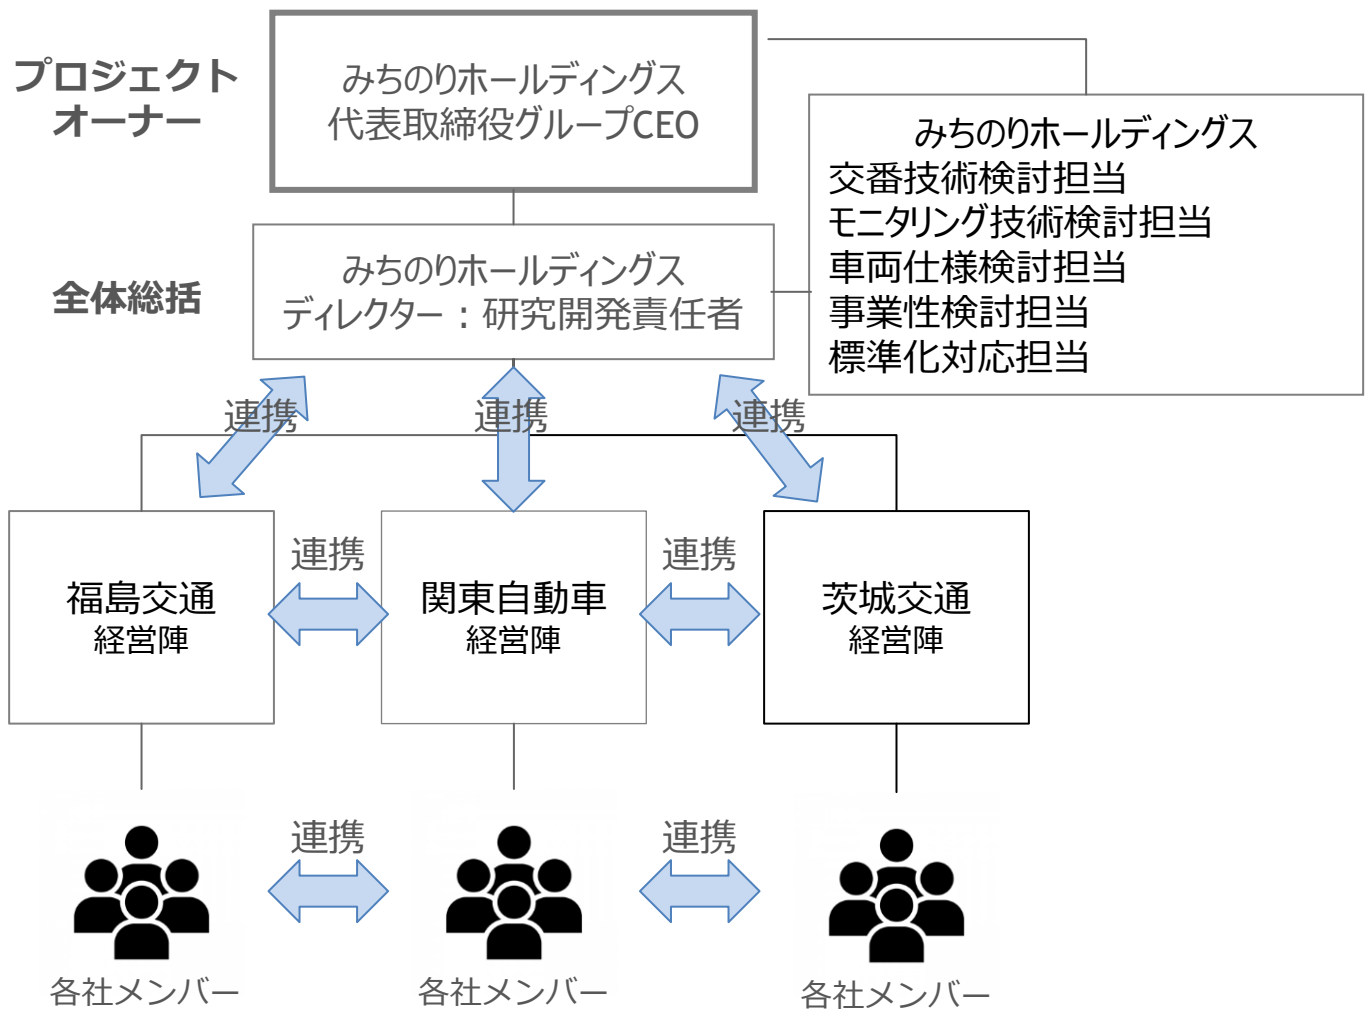 プロジェクト
オーナー
みちのりホールディングス
代表取締役グループCEO
みちのりホールディングス
交番技術検討担当
モニタリング技術検討担当
車両仕様検討担当
事業性検討担当
標準化対応担当
全体総括
みちのりホールディングス
ディレクター：研究開発責任者
連携
連携
連携
福島交通
経営陣
連携
関東自動車
経営陣
連携
茨城交通
経営陣
連携
連携
各社メンバー
各社メンバー
各社メンバー